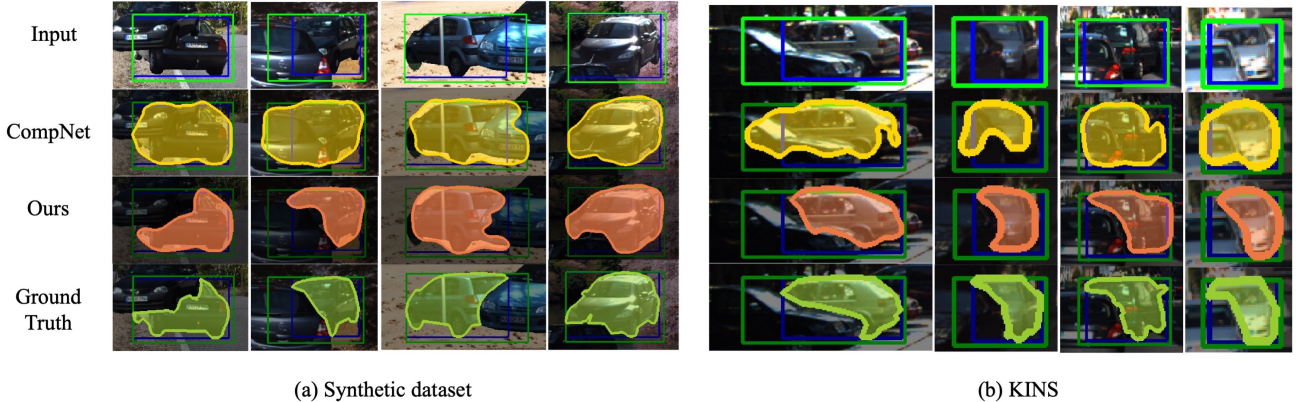 Input
CompNet
Ours
Ground
Truth
(a) Synthetic dataset
(b) KINS